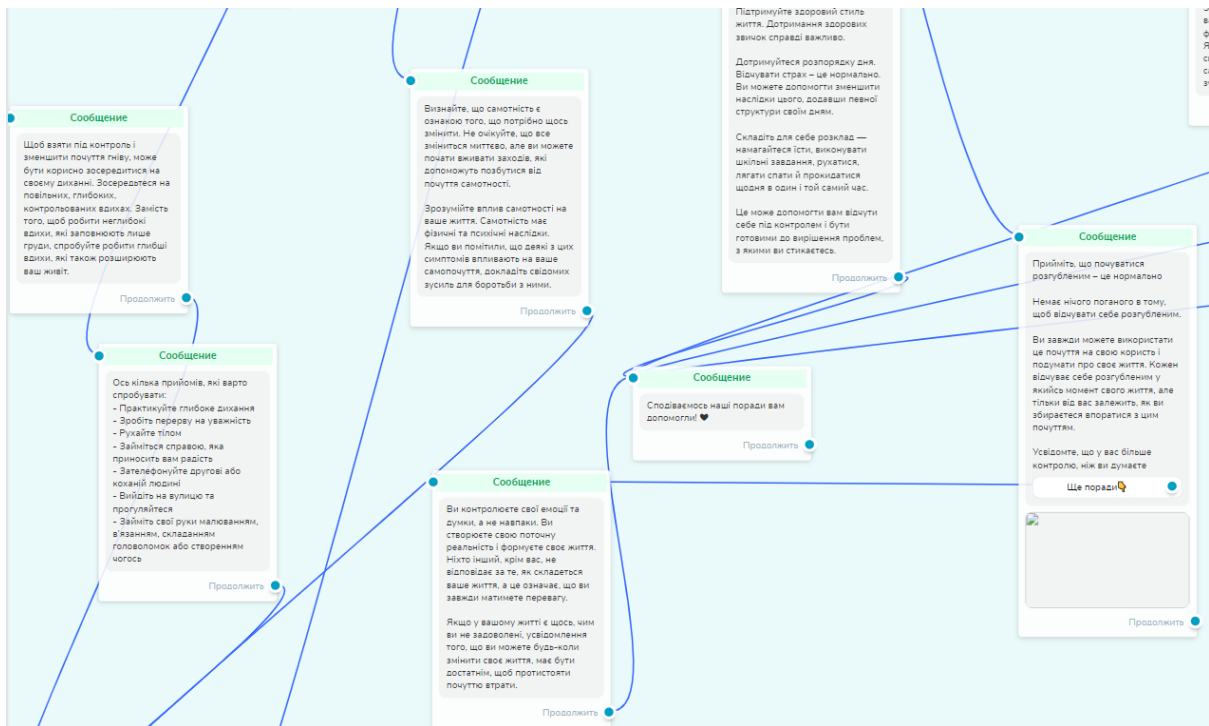 Сообщение
Щоб взяти під контроль і
зменшити почуття гніву, може
бути корисно зосередитися на
своєму диханні. Зосередьтеся на
повільних, глибоких,
контрольованих вдихах. Замість
того, щоб робити неглибокі
вдихи, які заповнюють лише
груди, спробуйте робити глибші
вдихи, які також розширюють
ваш живіт.
Продолжить
Сообщение
Ось кілька прийомів, які варто
спробувати:
- Практикуйте глибоке дихання
- Зробіть перерву на уважність
- Рухайте тілом
- Займіться справою, яка
приносить вам радість
- Зателефонуйте другові або
коханій людині
- Вийдіть на вулицю та
прогуляйтеся
- Займіть свої руки малюванням,
в'язанням, складанням
головоломок або створенням
чогось
Продолжить
Сообщение
Визнайте, що самотність є
ознакою того, що потрібно щось
змінити. Не очікуйте, що все
зміниться миттєво, але ви можете
почати вживати заходів, які
допоможуть позбутися від
почуття самотності.
Зрозумійте вплив самотності на
ваше життя. Самотність має
фізичні та психічні наслідки.
Якщо ви помітили, що деякі з цих
симптомів впливають на ваше
самопочуття, докладіть свідомих
зусиль для боротьби з ними.
Продолжить
Сообщение
Ви контролюєте свої емоції та
думки, а не навпаки. Ви
створюєте свою поточну
реальність і формуєте своє життя.
Ніхто інший, крім вас, не
відповідає за те, як складеться
ваше життя, а це означає, що ви
завжди матимете перевагу.
Якщо у вашому житті є щось, чим
ви не задоволені, усвідомлення
того, що ви можете будь-коли
змінити своє життя, має бути
достатнім, щоб протистояти
почуттю втрати.
Продолжить
Підтримуйте здоровий стиль
життя. Дотримання здорових
звичок справді важливо.
Дотримуйтеся розпорядку дня.
Відчувати страх – це нормально.
Ви можете допомогти зменшити
наслідки цього, додавши певної
структури своїм дням.
Складіть для себе розклад —
намагайтеся їсти, виконувати
шкільні завдання, рухатися,
лягати спати й прокидатися
щодня в один і той самий час.
Це може допомогти вам відчути
себе під контролем і бути
готовими до вирішення проблем,
з якими ви стикаєтесь.
Продолжить
Сообщение
Сподіваємось наші поради вам
допомогли! 🖤
Продолжить
Сообщение
Прийміть, що почуватися
розгубленим – це нормально
Немає нічого поганого в тому,
щоб відчувати себе розгубленим.
Ви завжди можете використати
це почуття на свою користь і
подумати про своє життя. Кожен
відчуває себе розгубленим у
якийсь момент свого життя, але
тільки від вас залежить, як ви
збираєтеся впоратися з цим
почуттям.
Усвідомте, що у вас більше
контролю, ніж ви думаєте
Ще поради👇
Продолжить